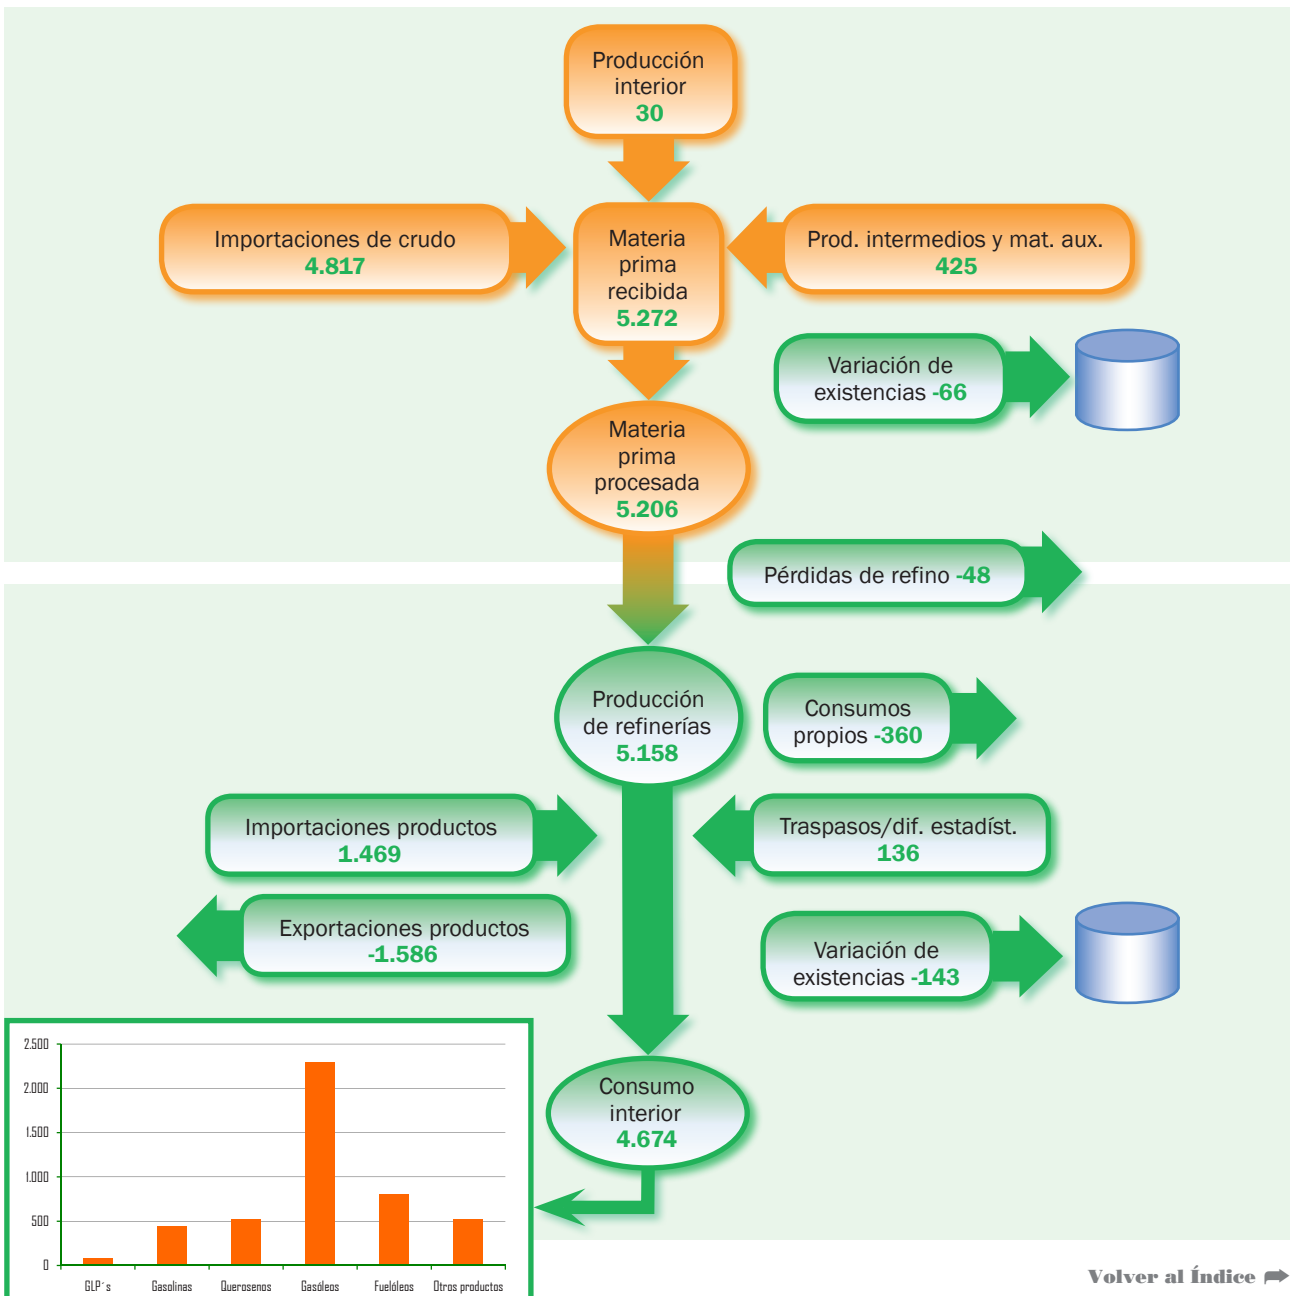 Producción
interior
30
Importaciones de crudo
4.817
Materia
prima
recibida
5.272
Prod. intermedios y mat. aux.
425
Variación de
existencias -66
Materia
prima
procesada
5.206
Pérdidas de refino -48
Producción
de refinerías
5.158
Consumos
propios -360
Importaciones productos
1.469
Traspasos/dif. estadíst.
136
Exportaciones productos
-1.586
Variación de
existencias -143
Consumo
interior
4.674
2.500
2.000
1.500
1.000
500
0
GLP´s Gasolinas Querosenos Gasóleos Fuelóleos Otros productos
Volver al Índice